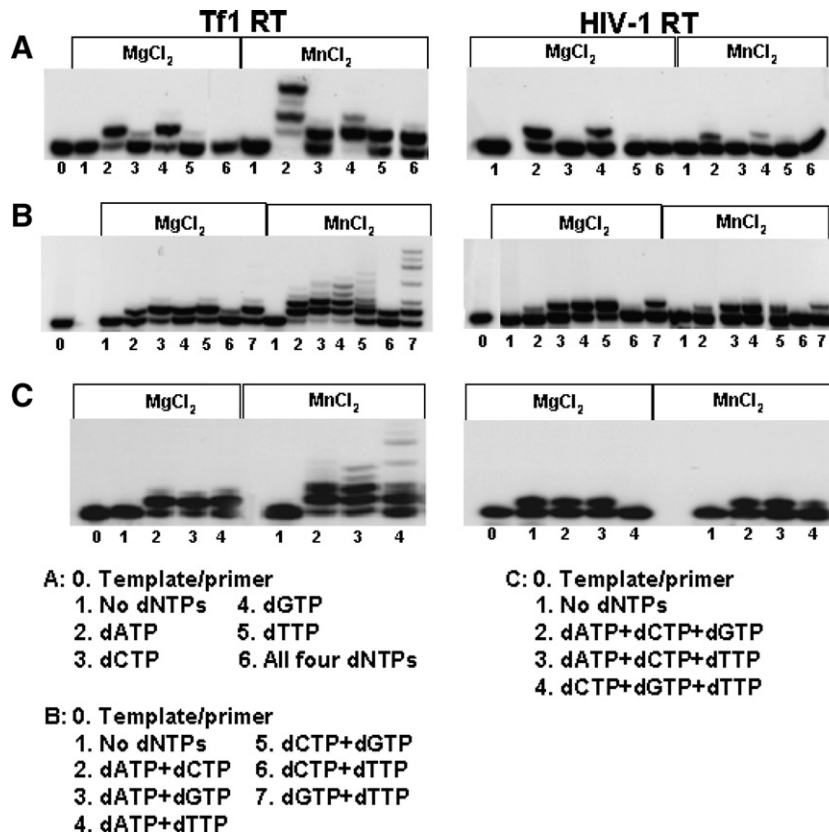 Tf1 RT
HIV-1 RT
A
MgCl2
MnCl2
MgCl2
MnCl2
0 1 2 3 4 5 6 1 2 3 4 5 6
1 2 3 4 5 6 1 2 3 4 5 6
B
MgCl2
MnCl2
MgCl2
MnCl2
0 1 2 3 4 5 6 7 1 2 3 4 5 6 7
0 1 2 3 4 5 6 7 1 2 3 4 5 6 7
C
MgCl2
MnCl2
MgCl2
MnCl2
0 1 2 3 4 1 2 3 4
0 1 2 3 4 1 2 3 4
A: 0. Template/primer
1. No dNTPs 4. dGTP
2. dATP 5. dTTP
3. dCTP 6. All four dNTPs
C: 0. Template/primer
1. No dNTPs
2. dATP+dCTP+dGTP
3. dATP+dCTP+dTTP
4. dCTP+dGTP+dTTP
B: 0. Template/primer
1. No dNTPs 5. dCTP+dGTP
2. dATP+dCTP 6. dCTP+dTTP
3. dATP+dGTP 7. dGTP+dTTP
4. dATP+dTTP